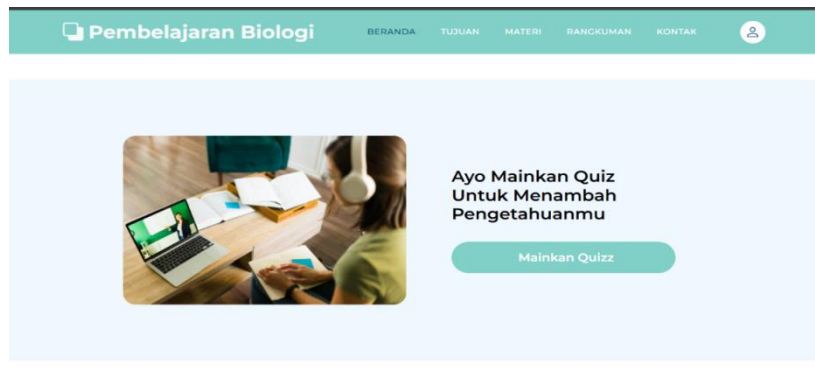 Pembelajaran Biologi
BERANDA TUJUAN MATERI RANGKUMAN KONTAK
Ayo Mainkan Quiz
Untuk Menambah
Pengetahuanmu
Mainkan Quizz